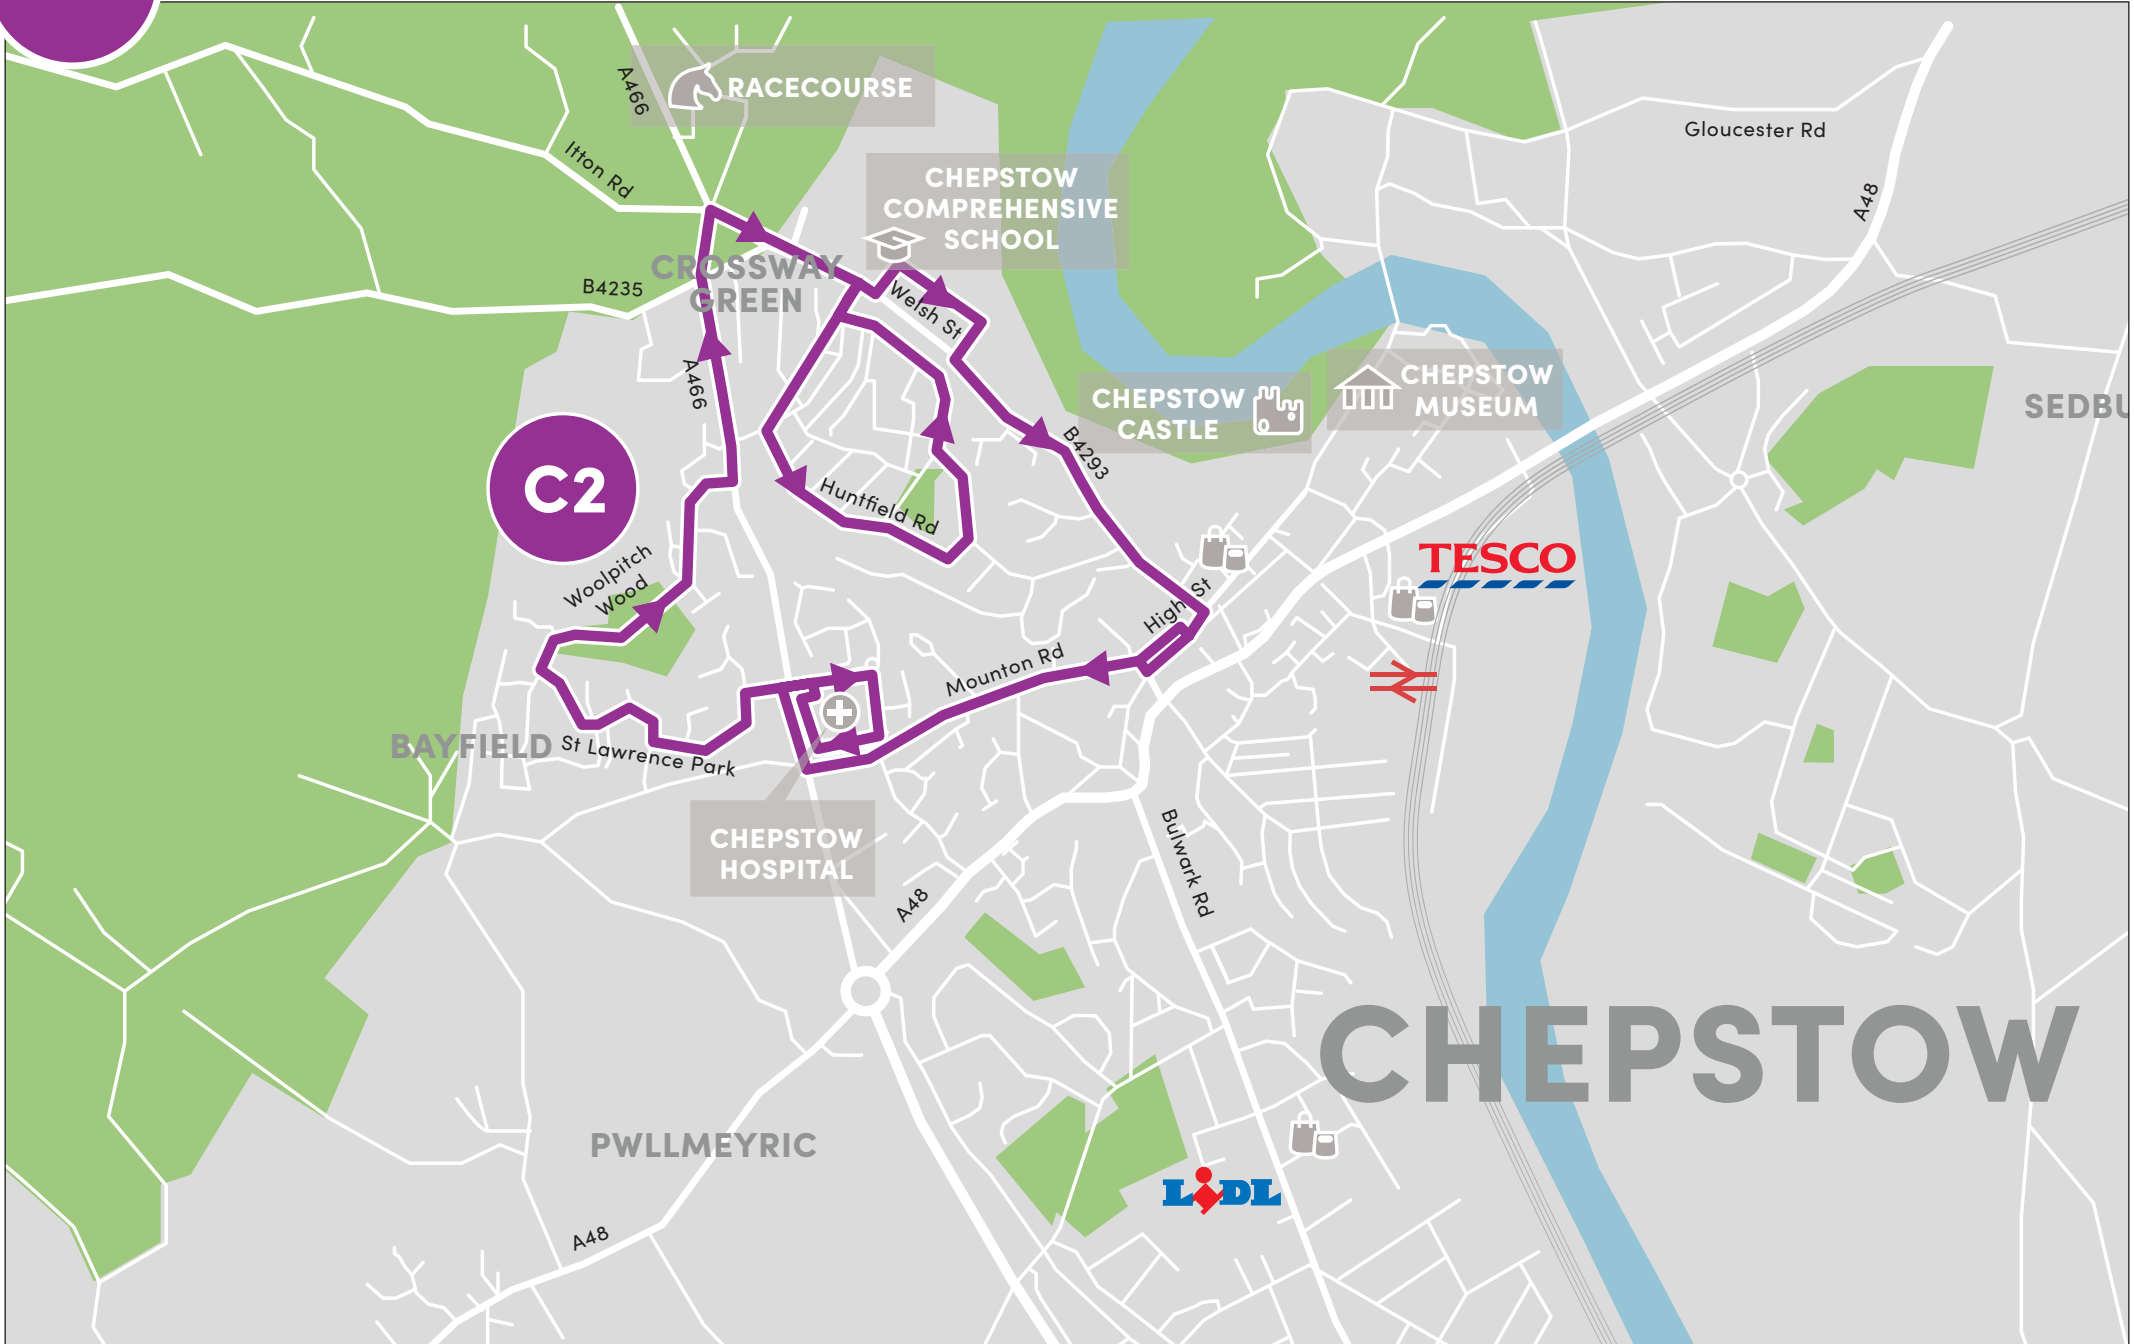 A466
RACECOURSE
Itton Rd
Gloucester Rd
A48
CHEPSTOW
COMPREHENSIVE
SCHOOL
CROSSWAY
GREEN
B4235
Welsh St
A466
CHEPSTOW
CASTLE
CHEPSTOW
MUSEUM
SEDBU
B4293
C2
Huntfield Rd
TESCO
Woolpitch
Wood
High St
Mounton Rd
BAYFIELD
St Lawrence Park
CHEPSTOW
HOSPITAL
A48
Bulwark Rd
CHEPSTOW
PWLLMEYRIC
LIDL
A48